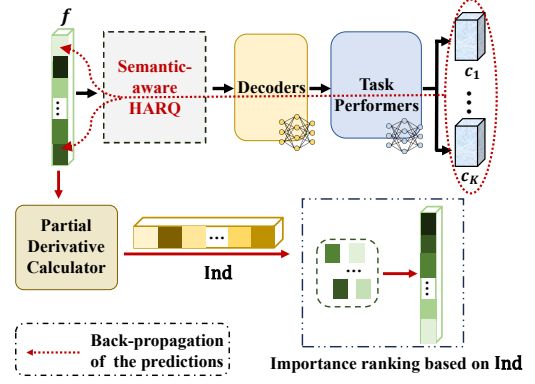 f
Semantic-
aware
HARQ
Decoders
Task
Performers
c1
...
cK
...
Partial
Derivative
Calculator
...
Ind
...
...
Back-propagation
of the predictions
Importance ranking based on Ind